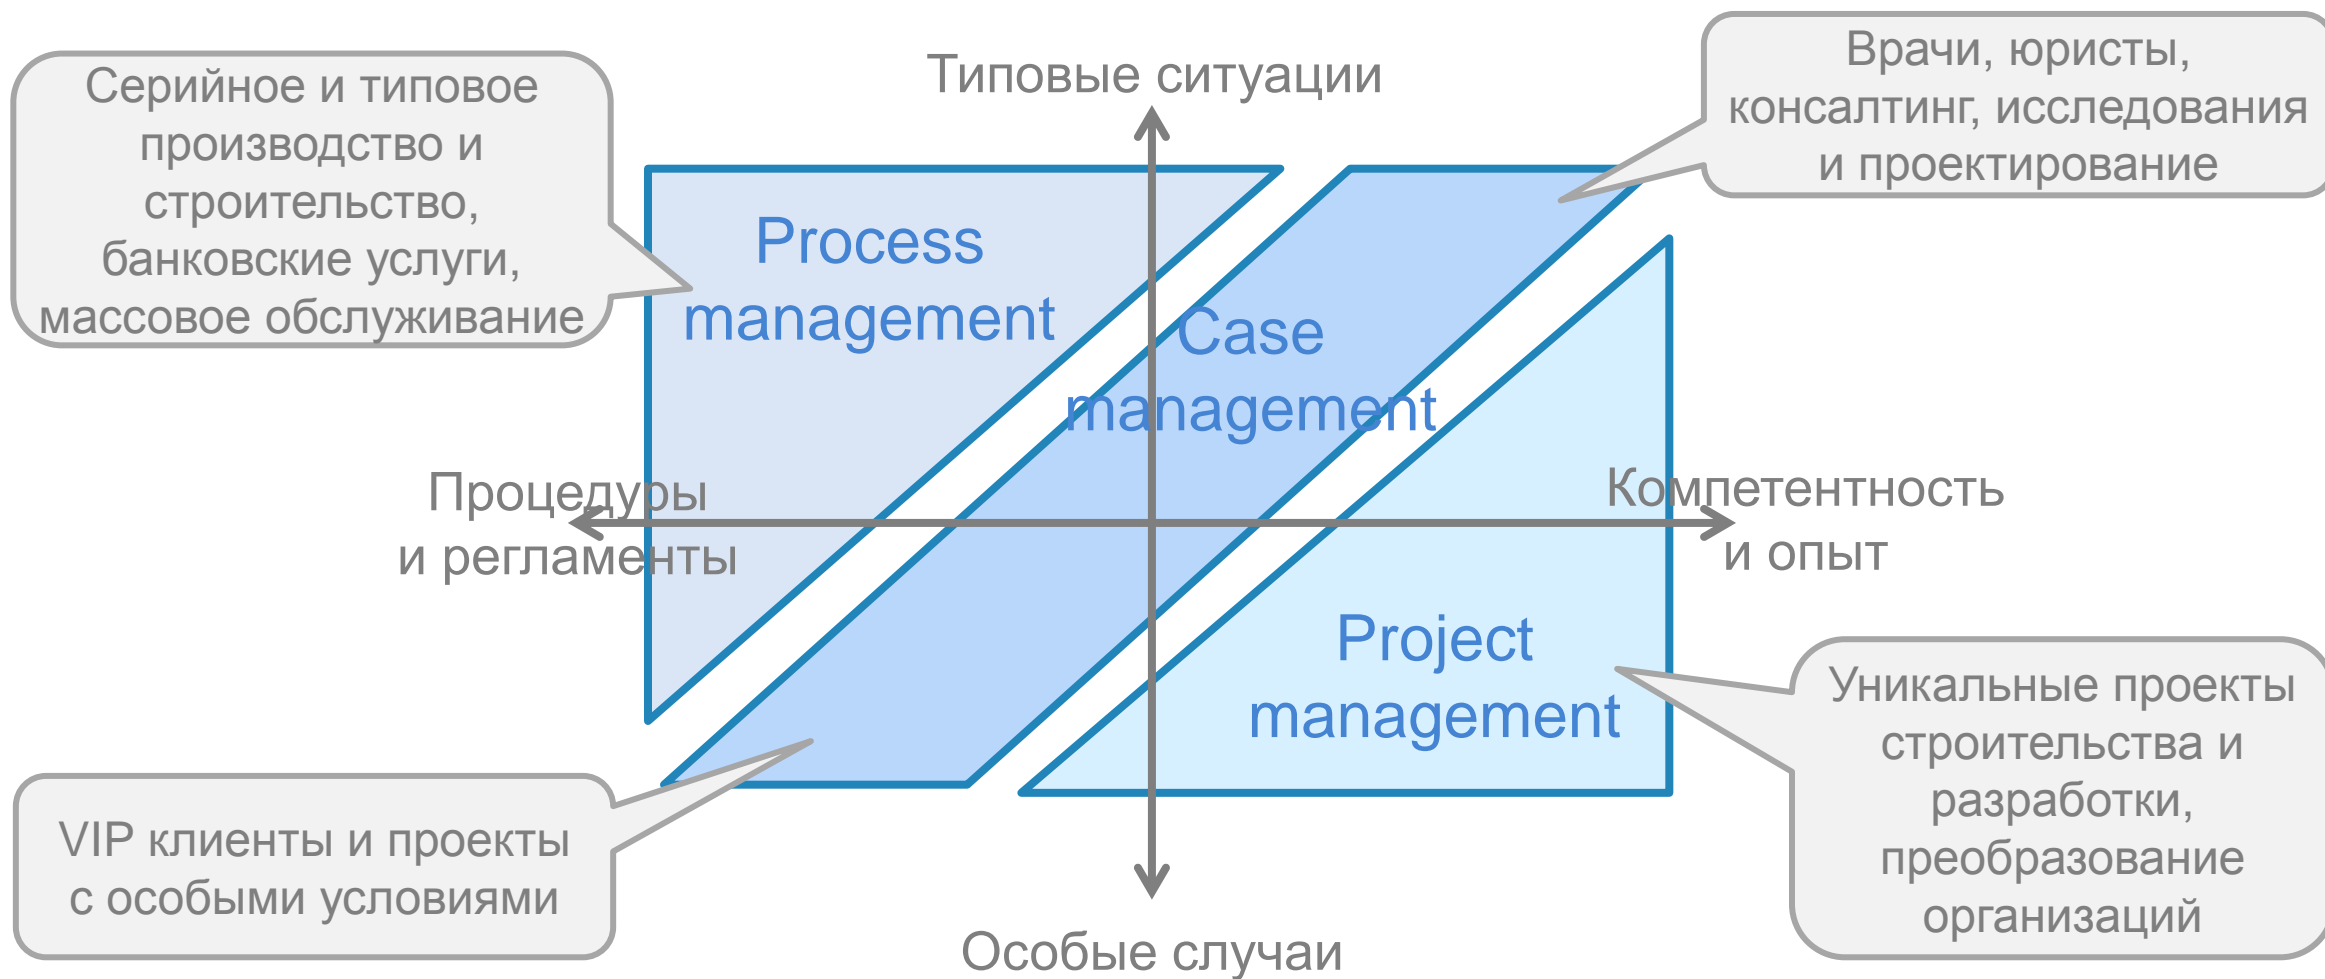 Типовые ситуации
Серийное и типовое
производство и
строительство,
банковские услуги,
массовое обслуживание
Врачи, юристы,
консалтинг, исследования
и проектирование
Process
management
Case
management
Процедуры
и регламенты
Компетентность
и опыт
Project
management
Уникальные проекты
строительства и
разработки,
преобразование
организаций
VIP клиенты и проекты
с особыми условиями
Особые случаи